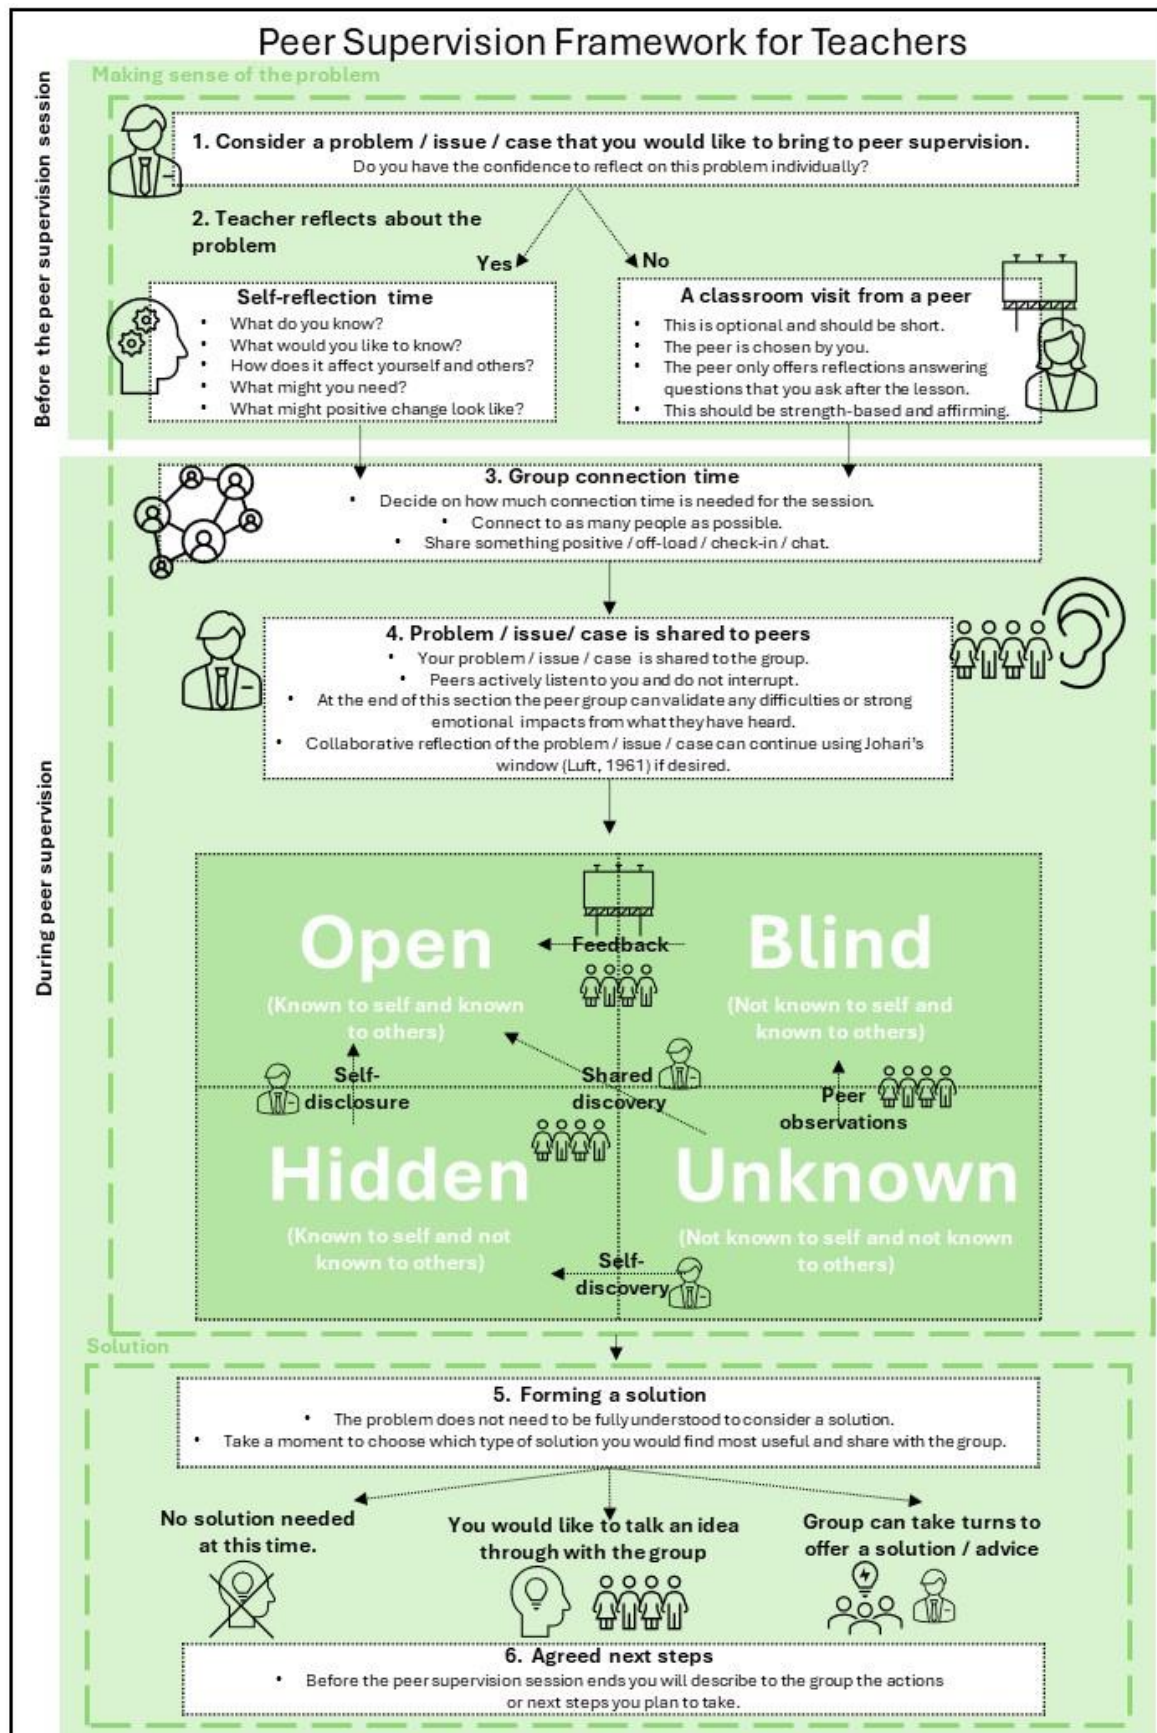 Peer Supervision Framework for Teachers
Making sense of the problem
Before the peer supervision session
1. Consider a problem / issue / case that you would like to bring to peer supervision.
Do you have the confidence to reflect on this problem individually?
2. Teacher reflects about the
problem
Yes
No
Self-reflection time
• What do you know?
• What would you like to know?
• How does it affect yourself and others?
• What might you need?
• What might positive change look like?
A classroom visit from a peer
• This is optional and should be short.
• The peer is chosen by you.
• The peer only offers reflections answering
questions that you ask after the lesson.
• This should be strength-based and affirming.
During peer supervision
3. Group connection time
• Decide on how much connection time is needed for the session.
• Connect to as many people as possible.
• Share something positive / off-load / check-in / chat.
4. Problem / issue/ case is shared to peers
• Your problem / issue / case is shared to the group.
• Peers actively listen to you and do not interrupt.
• At the end of this section the peer group can validate any difficulties or strong
emotional impacts from what they have heard.
• Collaborative reflection of the problem / issue / case can continue using Johari's
window (Luft, 1961) if desired.
Open
(Known to self and known
to others)
Feedback
Blind
(Not known to self and
known to others)
Self-
disclosure
Shared
discovery
Peer
observations
Hidden
(Known to self and not
known to others)
Unknown
(Not known to self and not known
to others)
Self-
discovery
Solution
5. Forming a solution
• The problem does not need to be fully understood to consider a solution.
• Take a moment to choose which type of solution you would find most useful and share with the group.
No solution needed
at this time.
You would like to talk an idea
through with the group
Group can take turns to
offer a solution / advice
6. Agreed next steps
• Before the peer supervision session ends you will describe to the group the actions
or next steps you plan to take.